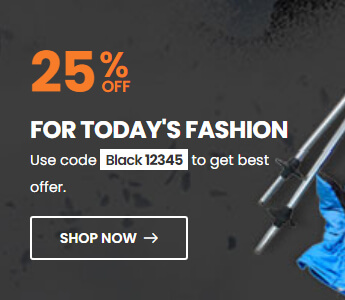 25% OFF
FOR TODAY'S FASHION
Use code Black 12345 to get best
offer.
SHOP NOW →